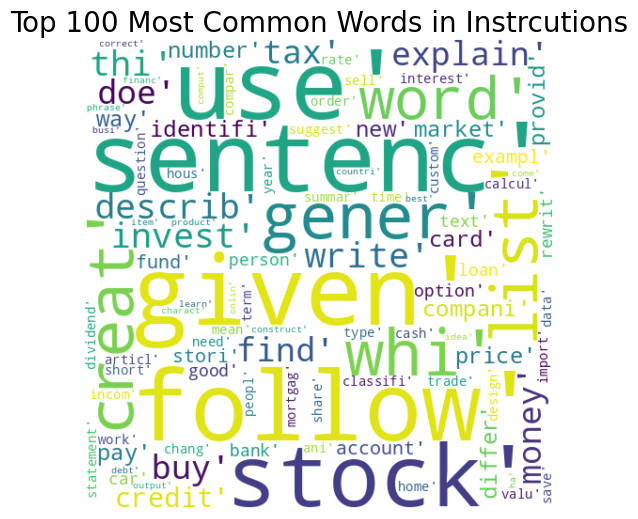 Top 100 Most Common Words in Instrcutions
correct'
number'
tax'
explain'
thi'
financ'
use'
comput'
compar'
rate'
sell'
interest'
order'
word'
provid'
doe'
way'
busi'
phrase'
identifi'
suggest'
new'
market'
question'
sentenc'
hous'
year'
countri'
custom'
exampl'
come'
calcul'
describ'
summar'
time'
best'
gener'
text'
rewrit'
list'
item'
product'
invest'
write'
card'
creat'
fund'
person'
loan'
given'
option'
learn'
charact'
onlin'
term'
compani'
data'
dividend'
mean'
construct'
type'
cash'
idea'
need'
find'
whi'
price'
import'
articl'
stori'
short'
good'
peopl'
mortgag'
share'
classifi'
trade'
design'
incom'
follow'
money'
differ'
statement'
work'
pay'
chang'
bank'
ani'
account'
debt'
car'
buy'
stock'
home'
ha'
valu'
save'
output'
credit'